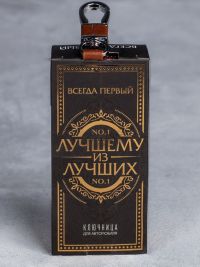 ВСЕГДА ПЕРВЫЙ
NO.1
ЛУЧШЕМУ
ИЗ
ЛУЧШИХ
NO.1
КЛЮЧНИЦА
ДЛЯ АВТОМОБИЛЯ